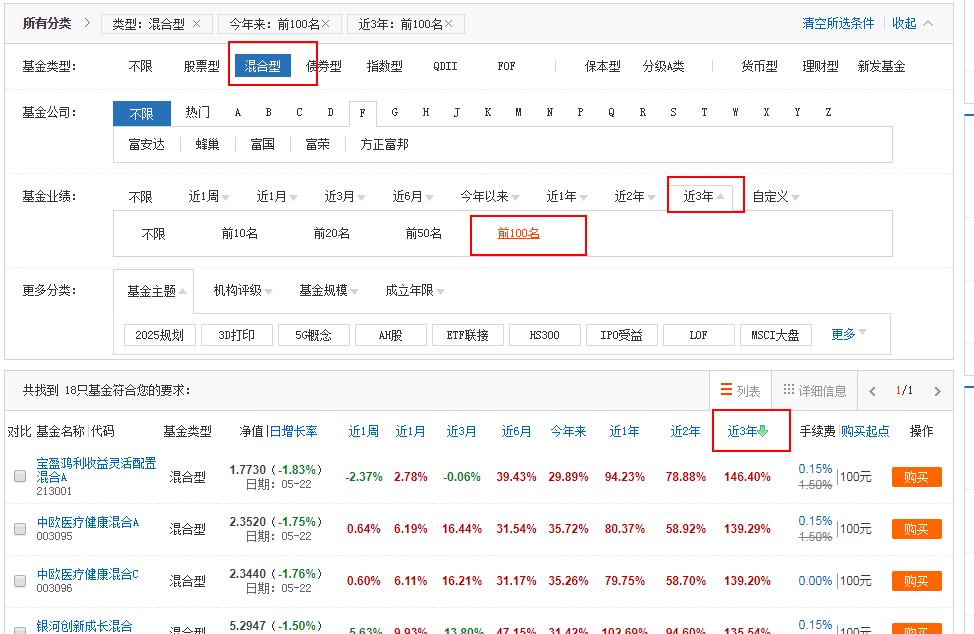 所有分类 > 类型：混合型 × 今年来：前100名× 近3年：前100名× 清空所选条件 收起
基金类型： 不限 股票型 混合型 债券型 指数型 QDII FOF 保本型 分级A类 货币型 理财型 新发基金
基金公司： 不限 热门 A B C D F G H J K M N P Q R S T W X Y Z
富安达 蜂巢 富国 富荣 方正富邦
基金业绩： 不限 近1周 近1月 近3月 近6月 今年以来 近1年 近2年 近3年 自定义
不限 前10名 前20名 前50名 前100名
更多分类： 基金主题 机构评级 基金规模 成立年限
2025规划 3D打印 5G概念 AH股 ETF联接 HS300 IPO受益 LOF MSCI大盘 更多
共找到 18只基金符合您的要求： 列表 详细信息 < 1/1 >
对比 基金名称|代码 基金类型 净值|日增长率 近1周 近1月 近3月 近6月 今年来 近1年 近2年 近3年 手续费 购买起点 操作
宝盈鸿利收益灵活配置混合A 213001 混合型 1.7730（-1.83%） 日期：05-22 -2.37% 2.78% -0.06% 39.43% 29.89% 94.23% 78.88% 146.40% 0.15% 1.50% 100元 购买
中欧医疗健康混合A 003095 混合型 2.3520（-1.75%） 日期：05-22 0.64% 6.19% 16.44% 31.54% 35.72% 80.37% 58.92% 139.29% 0.15% 1.50% 100元 购买
中欧医疗健康混合C 003096 混合型 2.3440（-1.76%） 日期：05-22 0.60% 6.11% 16.21% 31.17% 35.26% 79.75% 58.70% 139.20% 0.00% 100元 购买
银河创新成长混合 混合型 5.2947（-1.50%） 5.63% 9.93% 13.80% 47.15% 31.42% 102.69% 94.60% 135.54% 0.15% 100元 购买